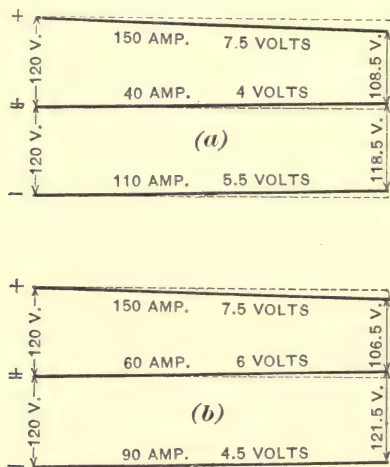 +
120 V.
150 AMP. 7.5 VOLTS
108.5 V.
40 AMP. 4 VOLTS
120 V.
(a)
118.5 V.
110 AMP. 5.5 VOLTS
+
120 V.
150 AMP. 7.5 VOLTS
106.5 V.
60 AMP. 6 VOLTS
120 V.
(b)
121.5 V.
90 AMP. 4.5 VOLTS